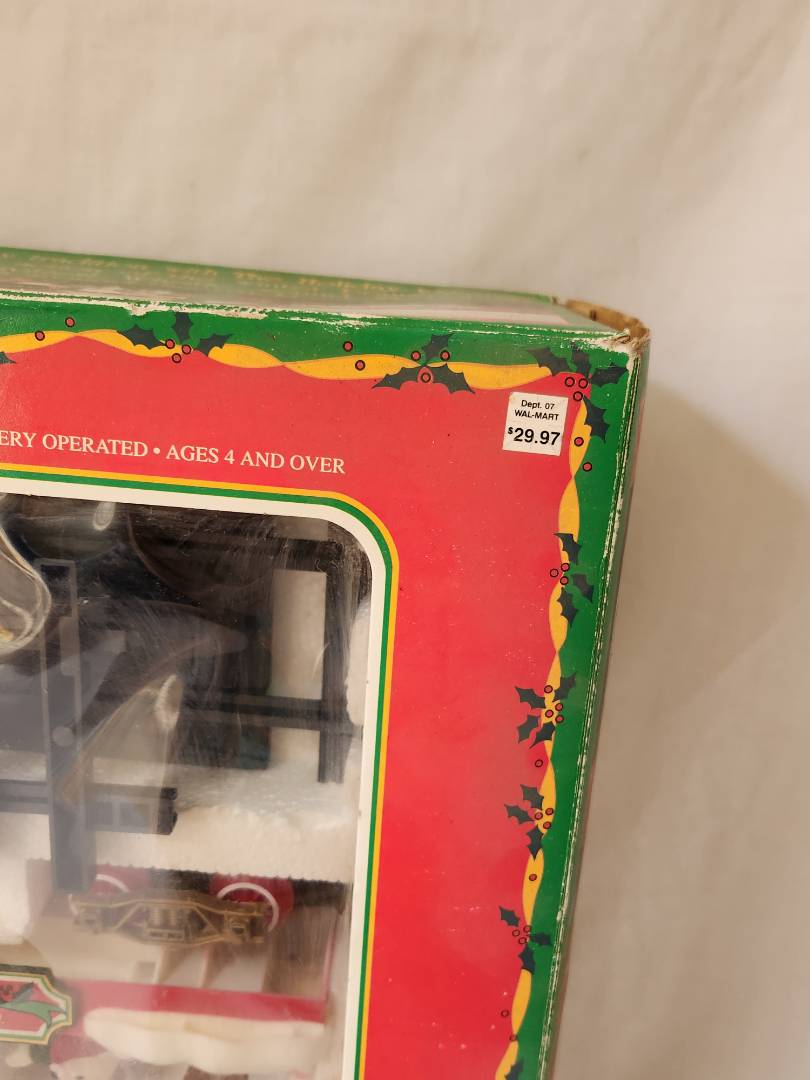 Dept. 07
WAL-MART
$29.97
ERY OPERATED • AGES 4 AND OVER